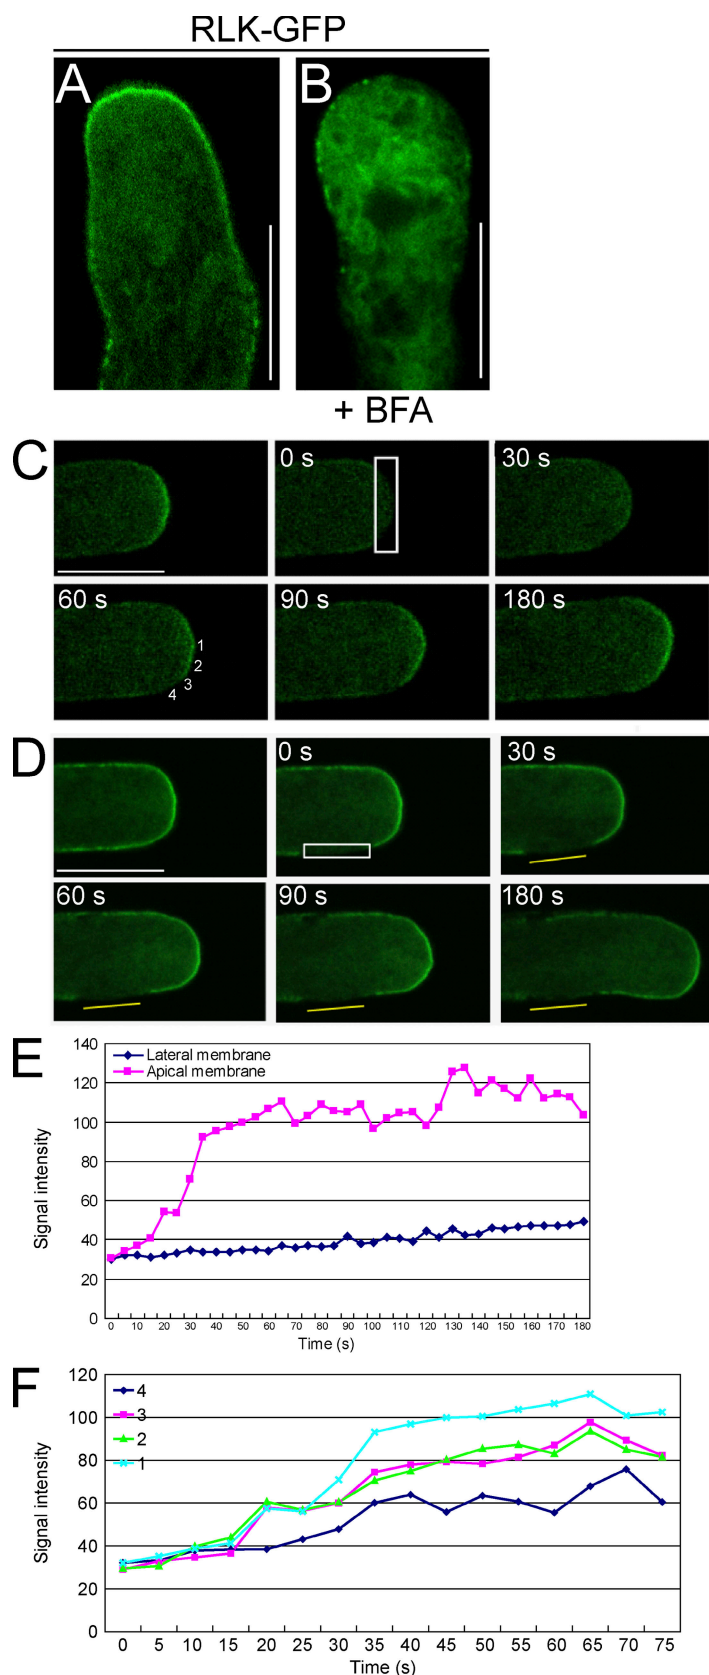 RLK-GFP
A
B
+ BFA
C
0 s
30 s
60 s
1
2
3
4
90 s
180 s
D
0 s
30 s
60 s
90 s
180 s
E
Lateral membrane
Apical membrane
140
120
100
80
60
40
20
0
Signal intensity
0 10 20 30 40 50 60 70 80 90 100 110 120 130 140 150 160 170 180
Time (s)
F
4
3
2
1
120
100
80
60
40
20
0
Signal intensity
0 5 10 15 20 25 30 35 40 45 50 55 60 65 70 75
Time (s)